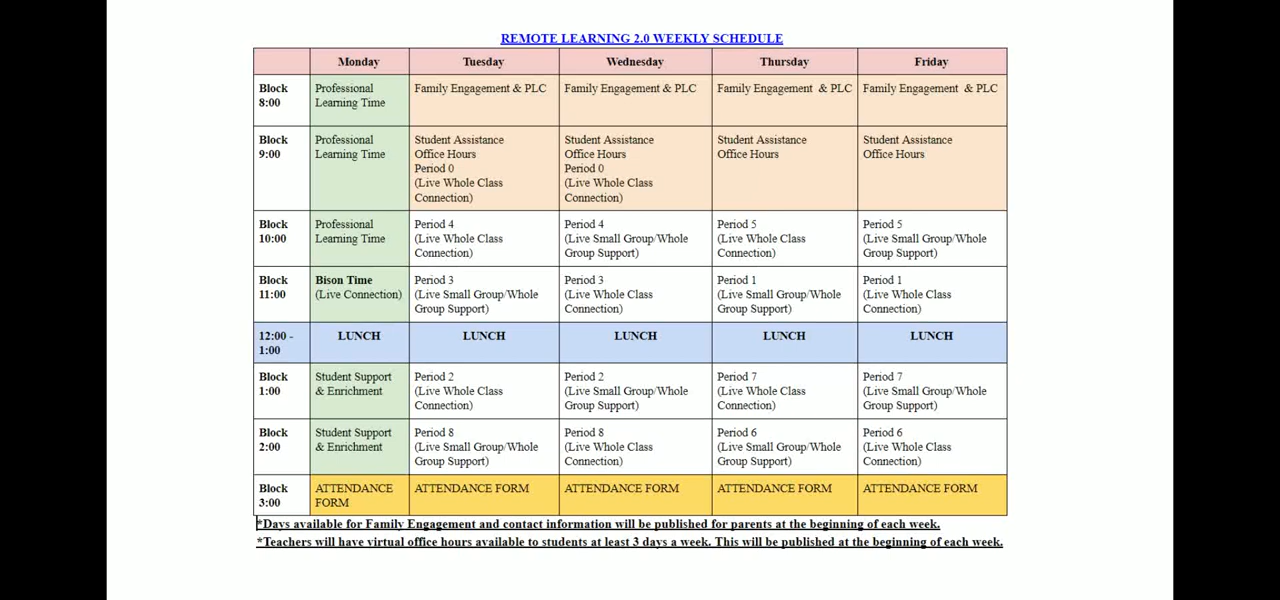 REMOTE LEARNING 2.0 WEEKLY SCHEDULE
Monday Tuesday Wednesday Thursday Friday
Block 8:00
Professional Learning Time
Family Engagement & PLC
Family Engagement & PLC
Family Engagement & PLC
Family Engagement & PLC
Block 9:00
Professional Learning Time
Student Assistance
Office Hours
Period 0
(Live Whole Class
Connection)
Student Assistance
Office Hours
Period 0
(Live Whole Class
Connection)
Student Assistance
Office Hours
Student Assistance
Office Hours
Block
10:00
Professional
Learning Time
Period 4
(Live Whole Class
Connection)
Period 4
(Live Small Group/Whole
Group Support)
Period 5
(Live Whole Class
Connection)
Period 5
(Live Small Group/Whole
Group Support)
Block
11:00
Bison Time
(Live Connection)
Period 3
(Live Small Group/Whole
Group Support)
Period 3
(Live Whole Class
Connection)
Period 1
(Live Small Group/Whole
Group Support)
Period 1
(Live Whole Class
Connection)
12:00 -
1:00
LUNCH
LUNCH
LUNCH
LUNCH
LUNCH
Block
1:00
Student Support
& Enrichment
Period 2
(Live Whole Class
Connection)
Period 2
(Live Small Group/Whole
Group Support)
Period 7
(Live Whole Class
Connection)
Period 7
(Live Small Group/Whole
Group Support)
Block
2:00
Student Support
& Enrichment
Period 8
(Live Small Group/Whole
Group Support)
Period 8
(Live Whole Class
Connection)
Period 6
(Live Small Group/Whole
Group Support)
Period 6
(Live Whole Class
Connection)
Block
3:00
ATTENDANCE
FORM
ATTENDANCE FORM
ATTENDANCE FORM
ATTENDANCE FORM
ATTENDANCE FORM
*Days available for Family Engagement and contact information will be published for parents at the beginning of each week.
*Teachers will have virtual office hours available to students at least 3 days a week. This will be published at the beginning of each week.